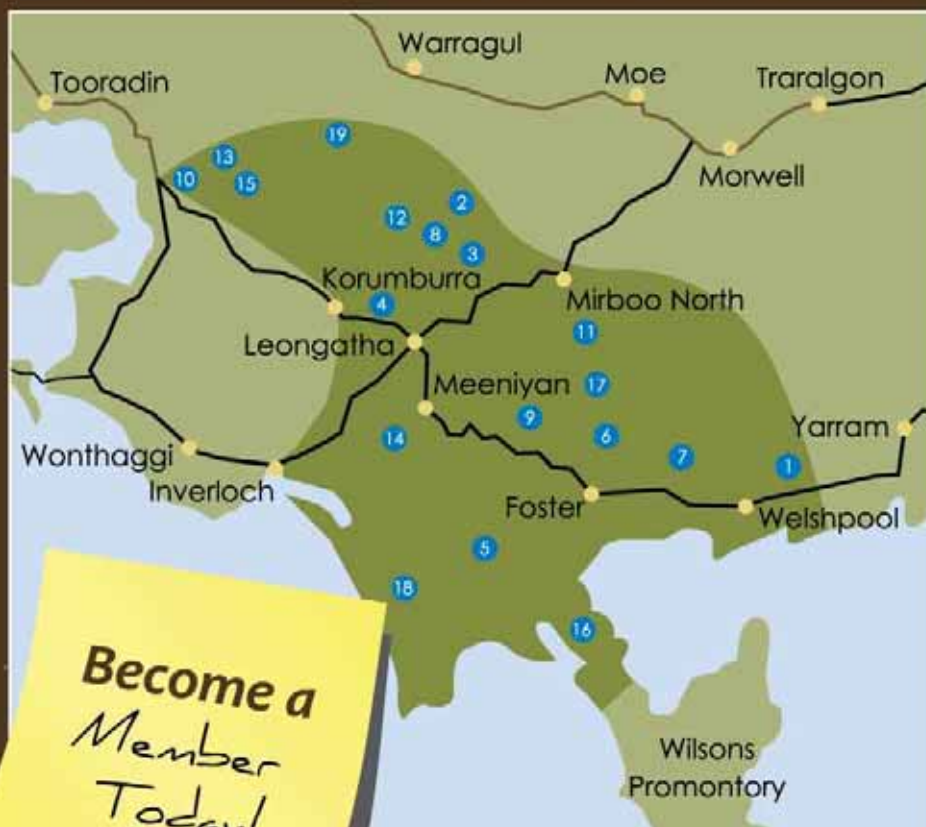 Warragul
Tooradin
Moe
Traralgon
19
13
10
15
Morwell
2
12
8
3
Korumburra
4
Mirboo North
11
Leongatha
Meeniyan
17
9
14
6
Yarram
Wonthaggi
7
1
Inverloch
Foster
Welshpool
5
18
16
Become a
Member
Today!
Wilsons
Promontory